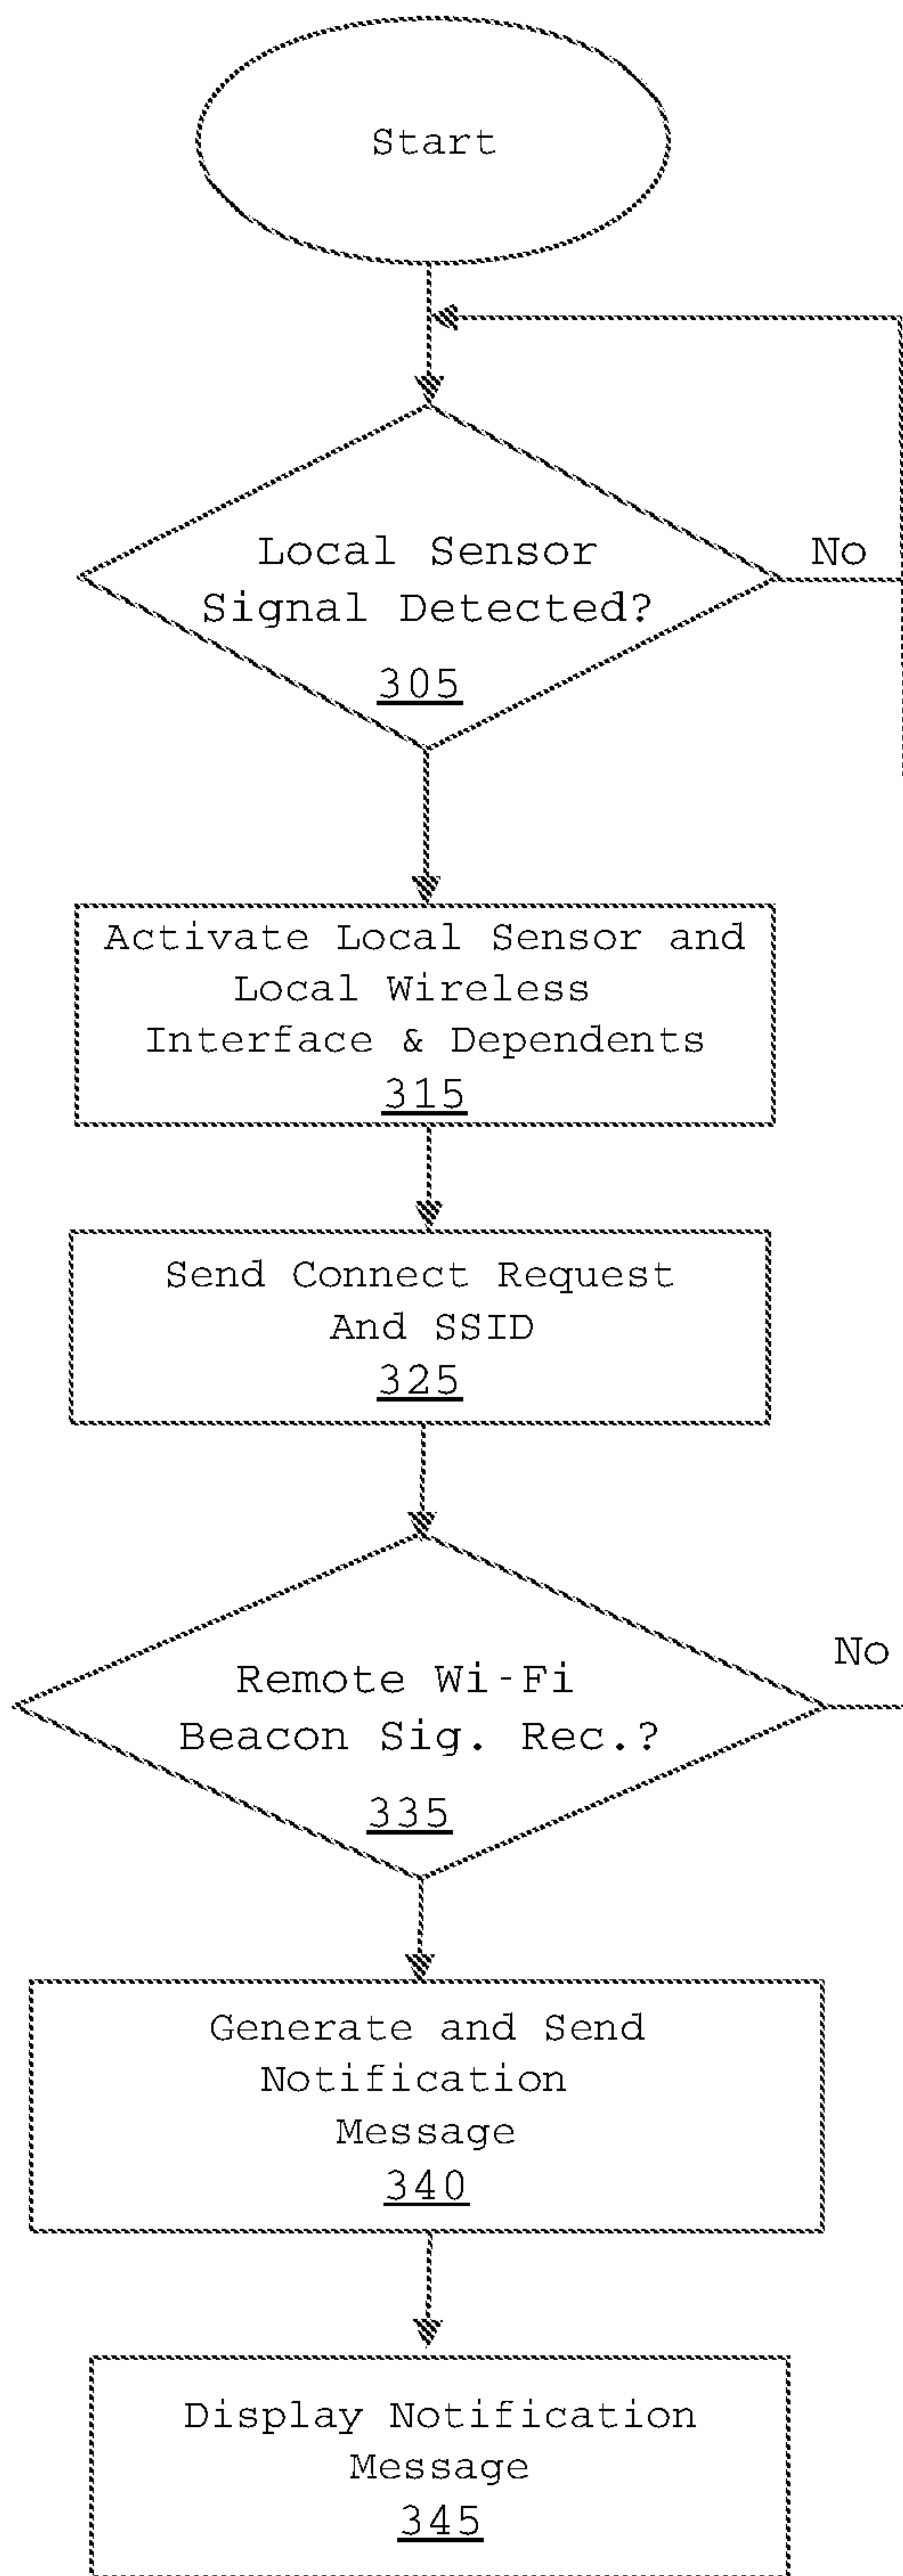 Start
Local Sensor
Signal Detected?
No
305
Activate Local Sensor and
Local Wireless
Interface & Dependents
315
Send Connect Request
And SSID
325
Remote Wi-Fi
Beacon Sig. Rec.?
No
335
Generate and Send
Notification
Message
340
Display Notification
Message
345